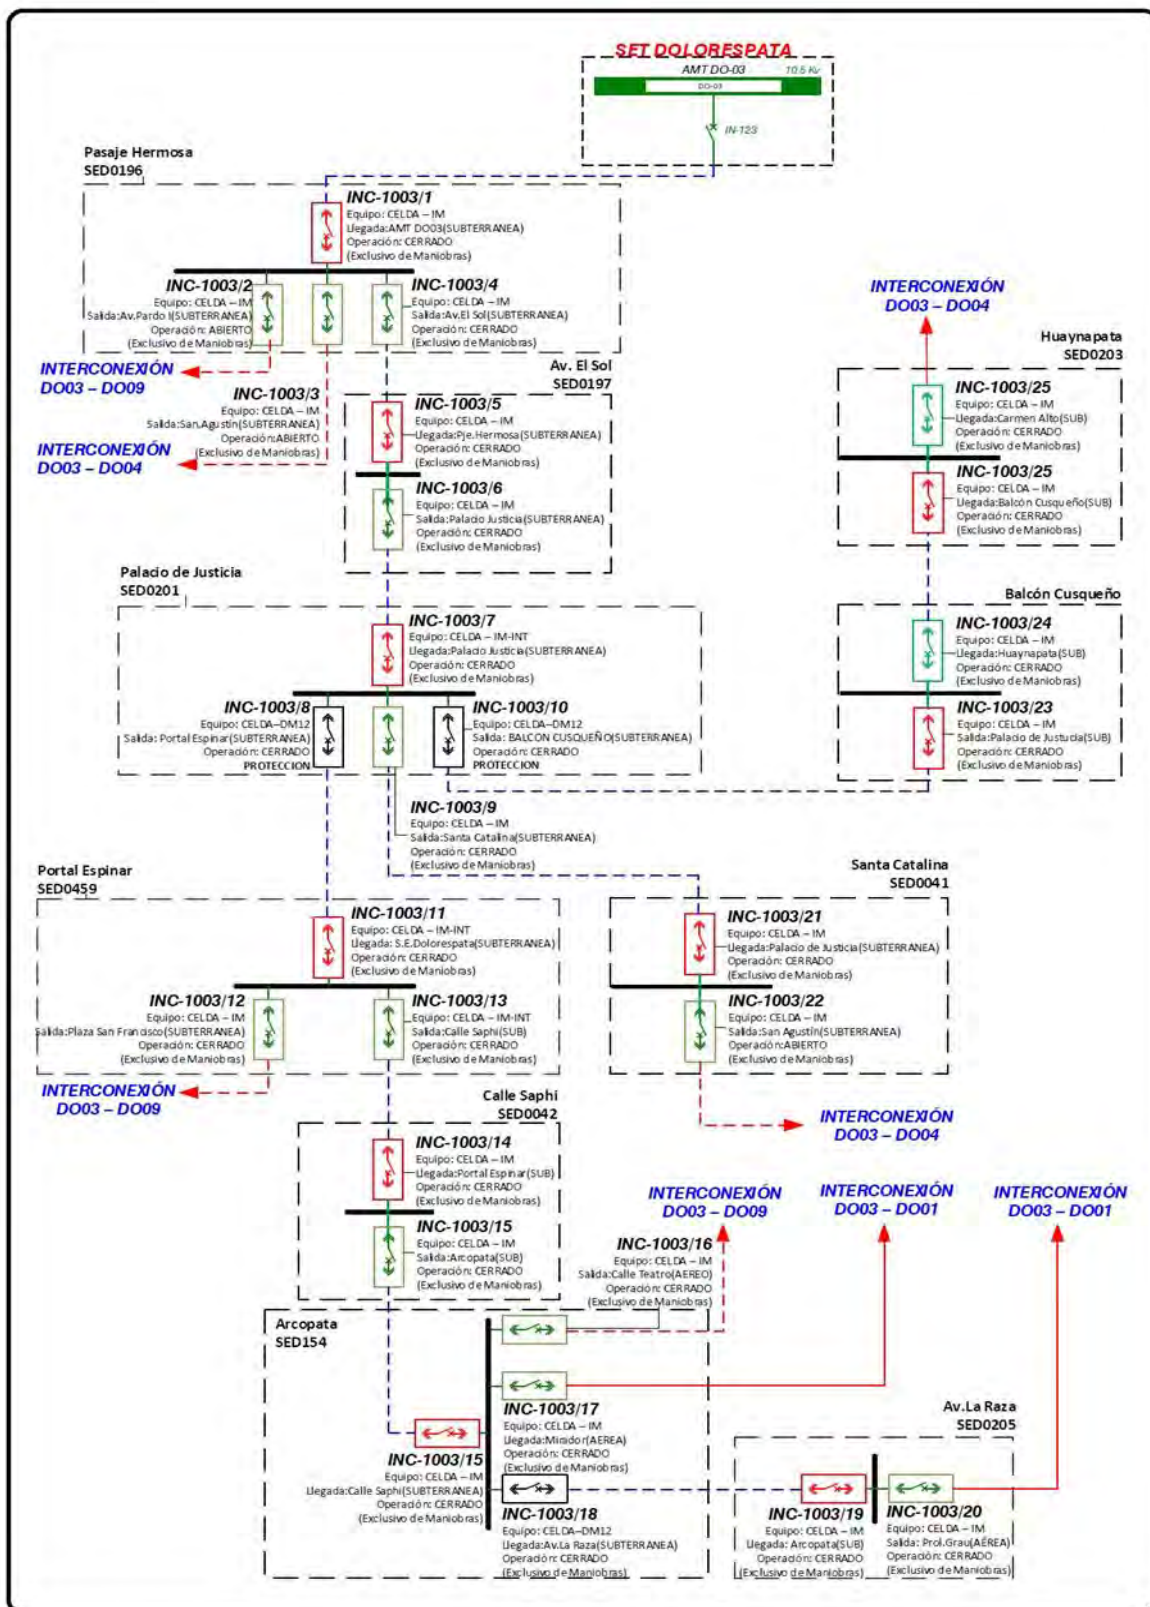 SET DOLORESPATA
AMT DO-03 10.5 Kv
DO-03
IN-123
Pasaje Hermosa
SED0196
INC-1003/1
Equipo: CELDA – IM
Llegada:AMT DO03(SUBTERRANEA)
Operación: CERRADO
(Exclusivo de Maniobras)
INC-1003/2
Equipo: CELDA – IM
Salida:Av.Pardo I(SUBTERRANEA)
Operación: ABIERTO
(Exclusivo de Maniobras)
INC-1003/4
Equipo: CELDA – IM
Salida:Av.El Sol(SUBTERRANEA)
Operación: CERRADO
(Exclusivo de Maniobras)
INTERCONEXIÓN
DO03 – DO09
INC-1003/3
Equipo: CELDA – IM
Salida:San.Agustín(SUBTERRANEA)
Operación:ABIERTO
(Exclusivo de Maniobras)
INTERCONEXIÓN
DO03 – DO04
Av. El Sol
SED0197
INC-1003/5
Equipo: CELDA – IM
Llegada:Pje.Hermosa(SUBTERRANEA)
Operación: CERRADO
(Exclusivo de Maniobras)
INC-1003/6
Equipo: CELDA – IM
Salida:Palacio Justicia(SUBTERRANEA)
Operación: CERRADO
(Exclusivo de Maniobras)
INTERCONEXIÓN
DO03 – DO04
Huaynapata
SED0203
INC-1003/25
Equipo: CELDA – IM
Llegada:Carmen Alto(SUB)
Operación: CERRADO
(Exclusivo de Maniobras)
INC-1003/25
Equipo: CELDA – IM
Llegada:Balcón Cusqueño(SUB)
Operación: CERRADO
(Exclusivo de Maniobras)
Palacio de Justicia
SED0201
INC-1003/7
Equipo: CELDA – IM-INT
Llegada:Palacio Justicia(SUBTERRANEA)
Operación: CERRADO
(Exclusivo de Maniobras)
INC-1003/8
Equipo: CELDA–DM12
Salida: Portal Espinar(SUBTERRANEA)
Operación: CERRADO
PROTECCION
INC-1003/10
Equipo: CELDA–DM12
Salida: BALCON CUSQUEÑO(SUBTERRANEA)
Operación: CERRADO
PROTECCION
Balcón Cusqueño
INC-1003/24
Equipo: CELDA – IM
Llegada:Huaynapata(SUB)
Operación: CERRADO
(Exclusivo de Maniobras)
INC-1003/23
Equipo: CELDA – IM
Salida:Palacio de Justucia(SUB)
Operación: CERRADO
(Exclusivo de Maniobras)
INC-1003/9
Equipo: CELDA – IM
Salida:Santa Catalina(SUBTERRANEA)
Operación: CERRADO
(Exclusivo de Maniobras)
Portal Espinar
SED0459
INC-1003/11
Equipo: CELDA – IM-INT
Llegada: S.E.Dolorespata(SUBTERRANEA)
Operación: CERRADO
(Exclusivo de Maniobras)
INC-1003/12
Equipo: CELDA – IM
Salida:Plaza San Francisco(SUBTERRANEA)
Operación: CERRADO
(Exclusivo de Maniobras)
INC-1003/13
Equipo: CELDA – IM-INT
Salida:Calle Saphi(SUB)
Operación: CERRADO
(Exclusivo de Maniobras)
INTERCONEXIÓN
DO03 – DO09
Santa Catalina
SED0041
INC-1003/21
Equipo: CELDA – IM
Llegada:Palacio de Justicia(SUBTERRANEA)
Operación: CERRADO
(Exclusivo de Maniobras)
INC-1003/22
Equipo: CELDA – IM
Salida:San Agustín(SUBTERRANEA)
Operación:ABIERTO
(Exclusivo de Maniobras)
INTERCONEXIÓN
DO03 – DO04
Calle Saphi
SED0042
INC-1003/14
Equipo: CELDA – IM
Llegada:Portal Espinar(SUB)
Operación: CERRADO
(Exclusivo de Maniobras)
INC-1003/15
Equipo: CELDA – IM
Salida:Arcopata(SUB)
Operación: CERRADO
(Exclusivo de Maniobras)
INTERCONEXIÓN
DO03 – DO09
INTERCONEXIÓN
DO03 – DO01
INTERCONEXIÓN
DO03 – DO01
INC-1003/16
Equipo: CELDA – IM
Salida:Calle Teatro(AEREO)
Operación: CERRADO
(Exclusivo de Maniobras)
Arcopata
SED154
INC-1003/17
Equipo: CELDA – IM
Llegada:Mirador(AEREA)
Operación: CERRADO
(Exclusivo de Maniobras)
INC-1003/15
Equipo: CELDA – IM
Llegada:Calle Saphi(SUBTERRANEA)
Operación: CERRADO
(Exclusivo de Maniobras)
INC-1003/18
Equipo: CELDA–DM12
Llegada:Av.La Raza(SUBTERRANEA)
Operación: CERRADO
(Exclusivo de Maniobras)
Av.La Raza
SED0205
INC-1003/19
Equipo: CELDA – IM
Llegada: Arcopata(SUB)
Operación: CERRADO
(Exclusivo de Maniobras)
INC-1003/20
Equipo: CELDA – IM
Salida: Prol.Grau(AÉREA)
Operación: CERRADO
(Exclusivo de Maniobras)